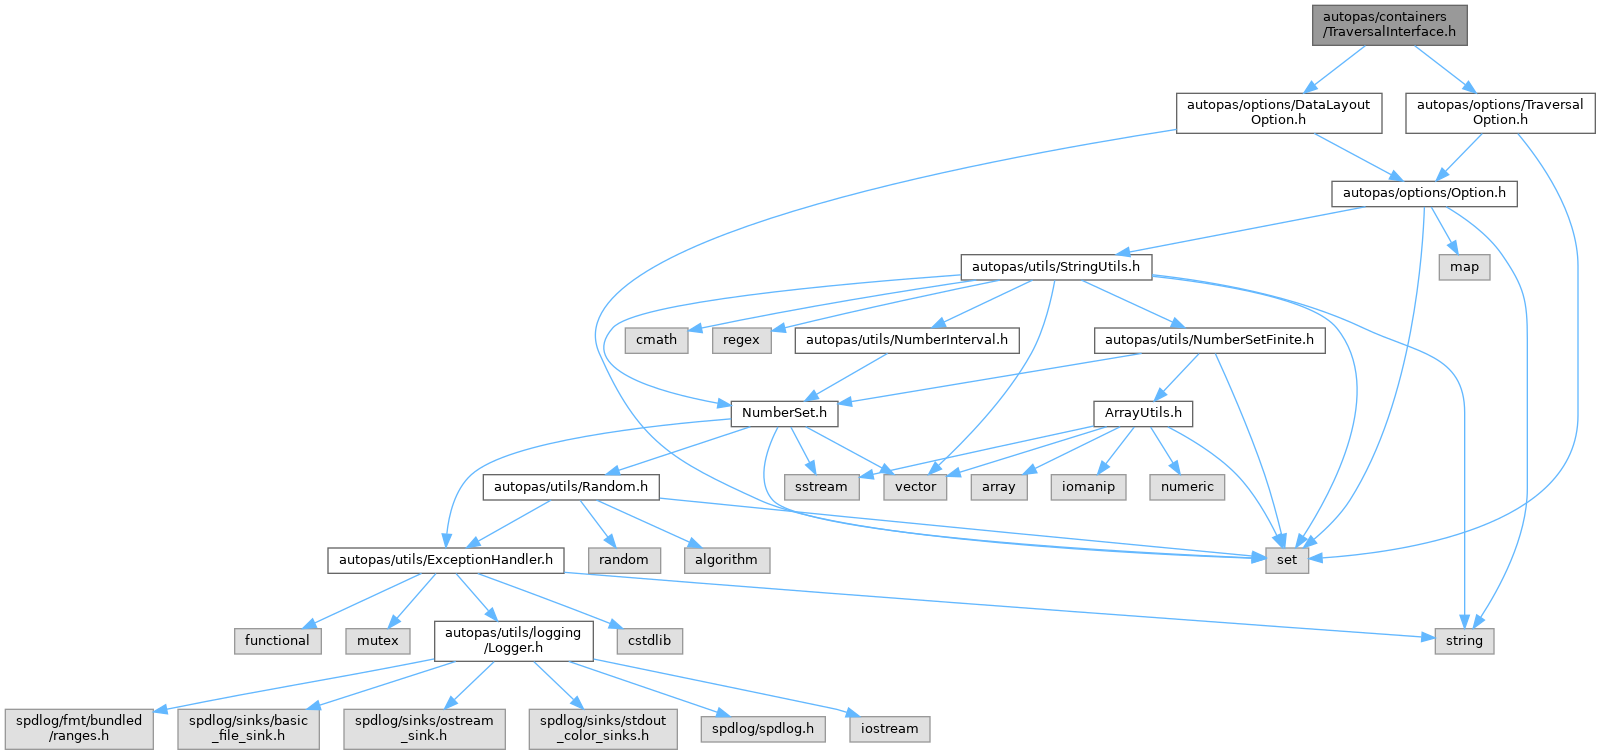 autopas/containers
/TraversalInterface.h
autopas/options/DataLayout
Option.h
autopas/options/Traversal
Option.h
autopas/options/Option.h
autopas/utils/StringUtils.h
map
cmath
regex
autopas/utils/NumberInterval.h
autopas/utils/NumberSetFinite.h
NumberSet.h
ArrayUtils.h
autopas/utils/Random.h
sstream
vector
array
iomanip
numeric
autopas/utils/ExceptionHandler.h
random
algorithm
set
functional
mutex
autopas/utils/logging
/Logger.h
cstdlib
string
spdlog/fmt/bundled
/ranges.h
spdlog/sinks/basic
_file_sink.h
spdlog/sinks/ostream
_sink.h
spdlog/sinks/stdout
_color_sinks.h
spdlog/spdlog.h
iostream